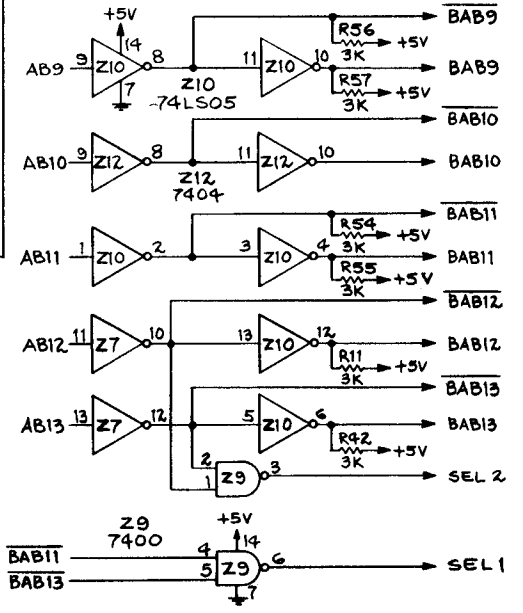 +5V BAB9
14 R56
AB9 9 Z10 8 11 Z10 10 3K +5V BAB9
7 Z10 R57
74LS05 3K +5V
BAB10
AB10 9 Z12 8 11 Z12 10 BAB10
Z12
7404
BAB11
R54
3K +5V
AB11 1 Z10 2 3 Z10 4 BAB11
R55
3K +5V
BAB12
AB12 11 Z7 10 13 Z10 12 BAB12
R11
3K +5V
BAB13
AB13 13 Z7 12 5 Z10 6 BAB13
R42
3K +5V
2
1 Z9 3 SEL 2
Z9 +5V
7400 14
BAB11 4
BAB13 5 Z9 6 SEL 1
7